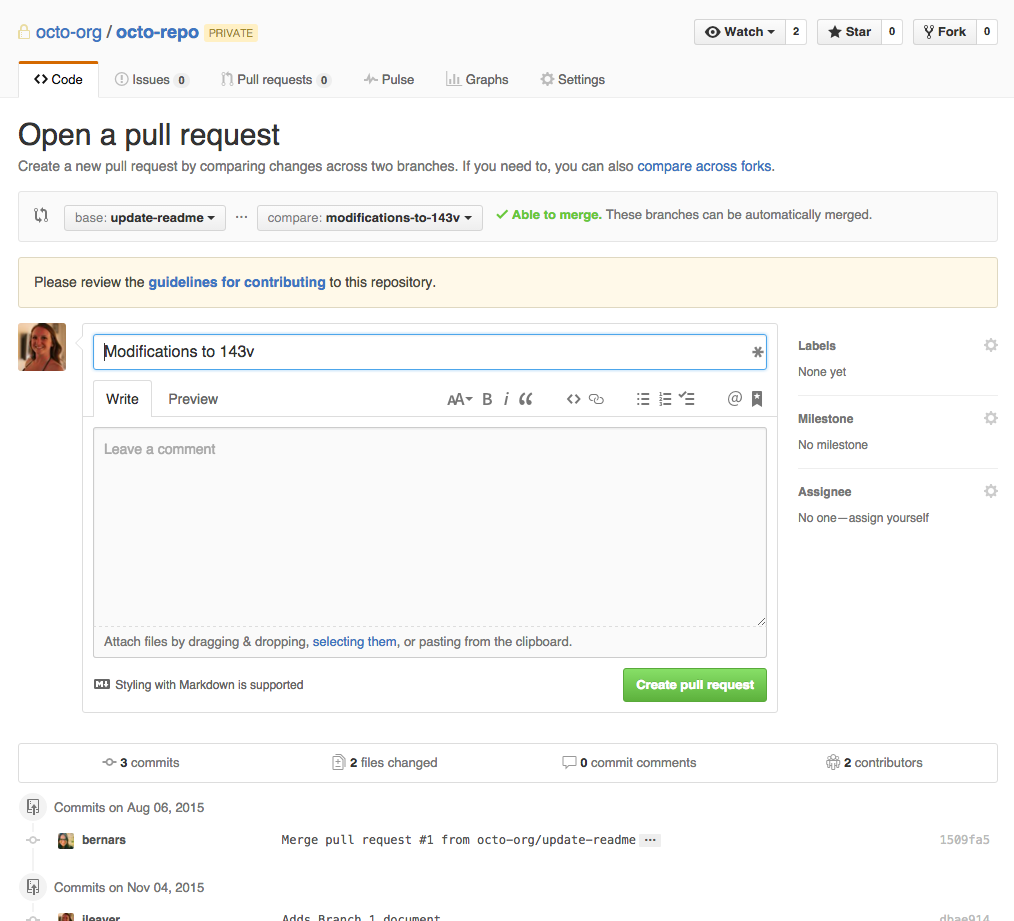 octo-org / octo-repo PRIVATE Watch 2 Star 0 Fork 0
Code Issues 0 Pull requests 0 Pulse Graphs Settings
Open a pull request
Create a new pull request by comparing changes across two branches. If you need to, you can also compare across forks.
base: update-readme ... compare: modifications-to-143v Able to merge. These branches can be automatically merged.
Please review the guidelines for contributing to this repository.
Modifications to 143v
Labels
None yet
Write Preview AA B i “ @
Milestone
No milestone
Leave a comment
Assignee
No one—assign yourself
Attach files by dragging & dropping, selecting them, or pasting from the clipboard.
Styling with Markdown is supported Create pull request
3 commits 2 files changed 0 commit comments 2 contributors
Commits on Aug 06, 2015
bernars Merge pull request #1 from octo-org/update-readme ... 1509fa5
Commits on Nov 04, 2015
jleaver Adds Branch 1 document dbae914